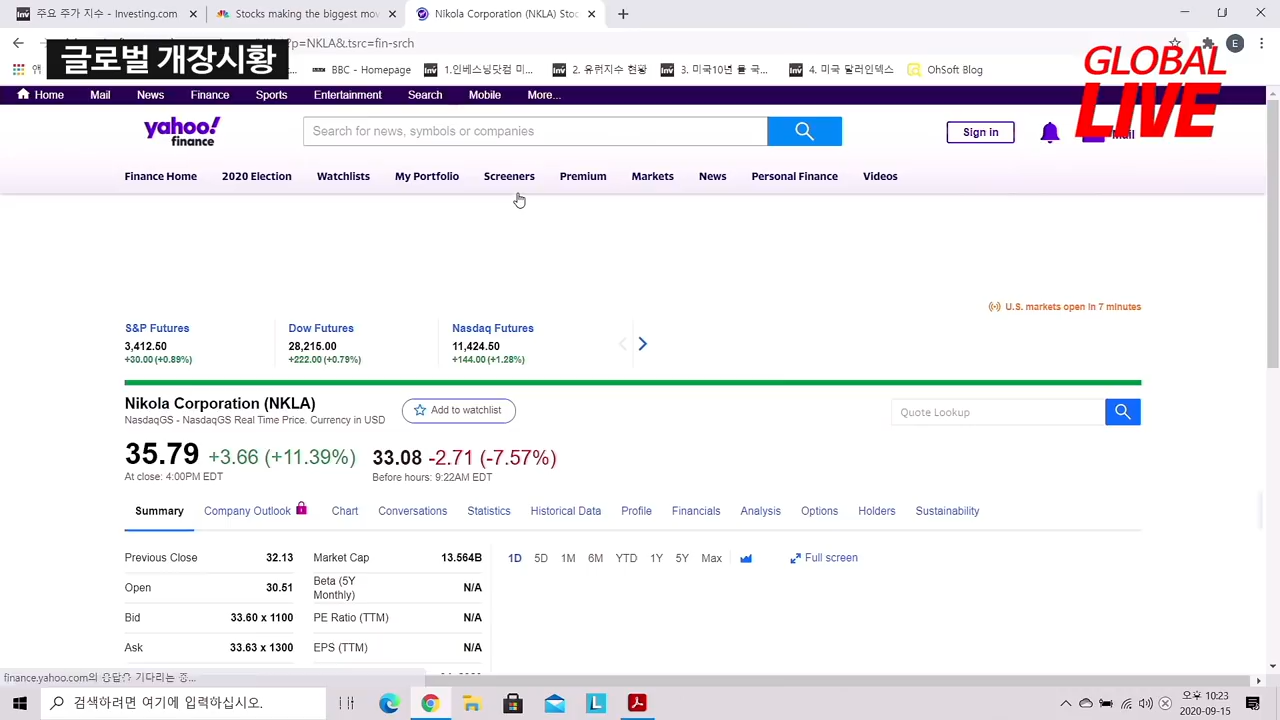 주요 주가 지수 - Investing.com
Stocks making the biggest mov
Nikola Corporation (NKLA) Stoc
?p=NKLA&.tsrc=fin-srch
E
글로벌 개장시황
BBC - Homepage
1.인베스팅닷컴 미...
2. 유럽지수 현황
3. 미국10년 물 국...
4. 미국 달러인덱스
OhSoft Blog
GLOBAL
LIVE
Home Mail News Finance Sports Entertainment Search Mobile More...
yahoo!
finance
Search for news, symbols or companies
Sign in
Mail
Finance Home 2020 Election Watchlists My Portfolio Screeners Premium Markets News Personal Finance Videos
U.S. markets open in 7 minutes
S&P Futures Dow Futures Nasdaq Futures
3,412.50 28,215.00 11,424.50
+30.00 (+0.89%) +222.00 (+0.79%) +144.00 (+1.28%)
Nikola Corporation (NKLA)
Add to watchlist
Quote Lookup
NasdaqGS - NasdaqGS Real Time Price. Currency in USD
35.79 +3.66 (+11.39%) 33.08 -2.71 (-7.57%)
At close: 4:00PM EDT Before hours: 9:22AM EDT
Summary Company Outlook Chart Conversations Statistics Historical Data Profile Financials Analysis Options Holders Sustainability
Previous Close 32.13 Market Cap 13.564B
1D 5D 1M 6M YTD 1Y 5Y Max Full screen
Open 30.51 Beta (5Y Monthly) N/A
Bid 33.60 x 1100 PE Ratio (TTM) N/A
Ask 33.63 x 1300 EPS (TTM) N/A
finance.yahoo.com의 응답을 기다리는 중...
검색하려면 여기에 입력하십시오.
오후 10:23
2020-09-15